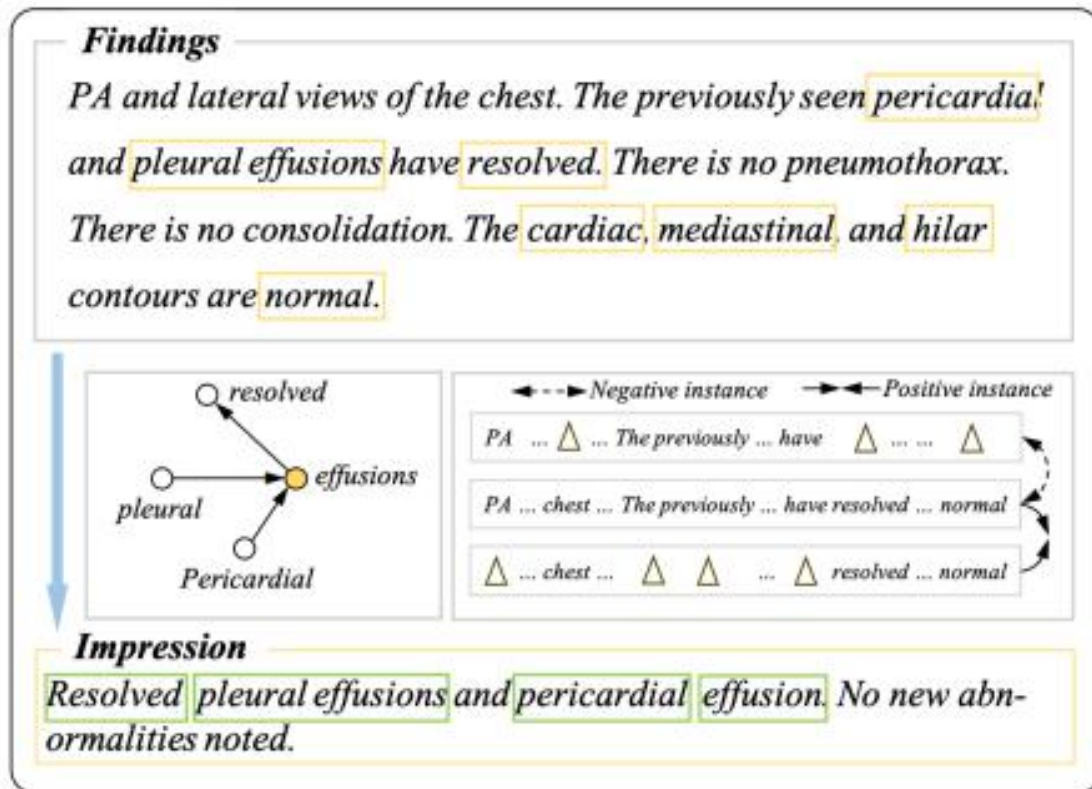 Findings
PA and lateral views of the chest. The previously seen pericardial
and pleural effusions have resolved. There is no pneumothorax.
There is no consolidation. The cardiac, mediastinal, and hilar
contours are normal.
resolved
effusions
pleural
Pericardial
Negative instance Positive instance
PA ... ... The previously ... have ... ...
PA ... chest ... The previously ... have resolved ... normal
... chest ... ... resolved ... normal
Impression
Resolved pleural effusions and pericardial effusion. No new abn-
ormalities noted.